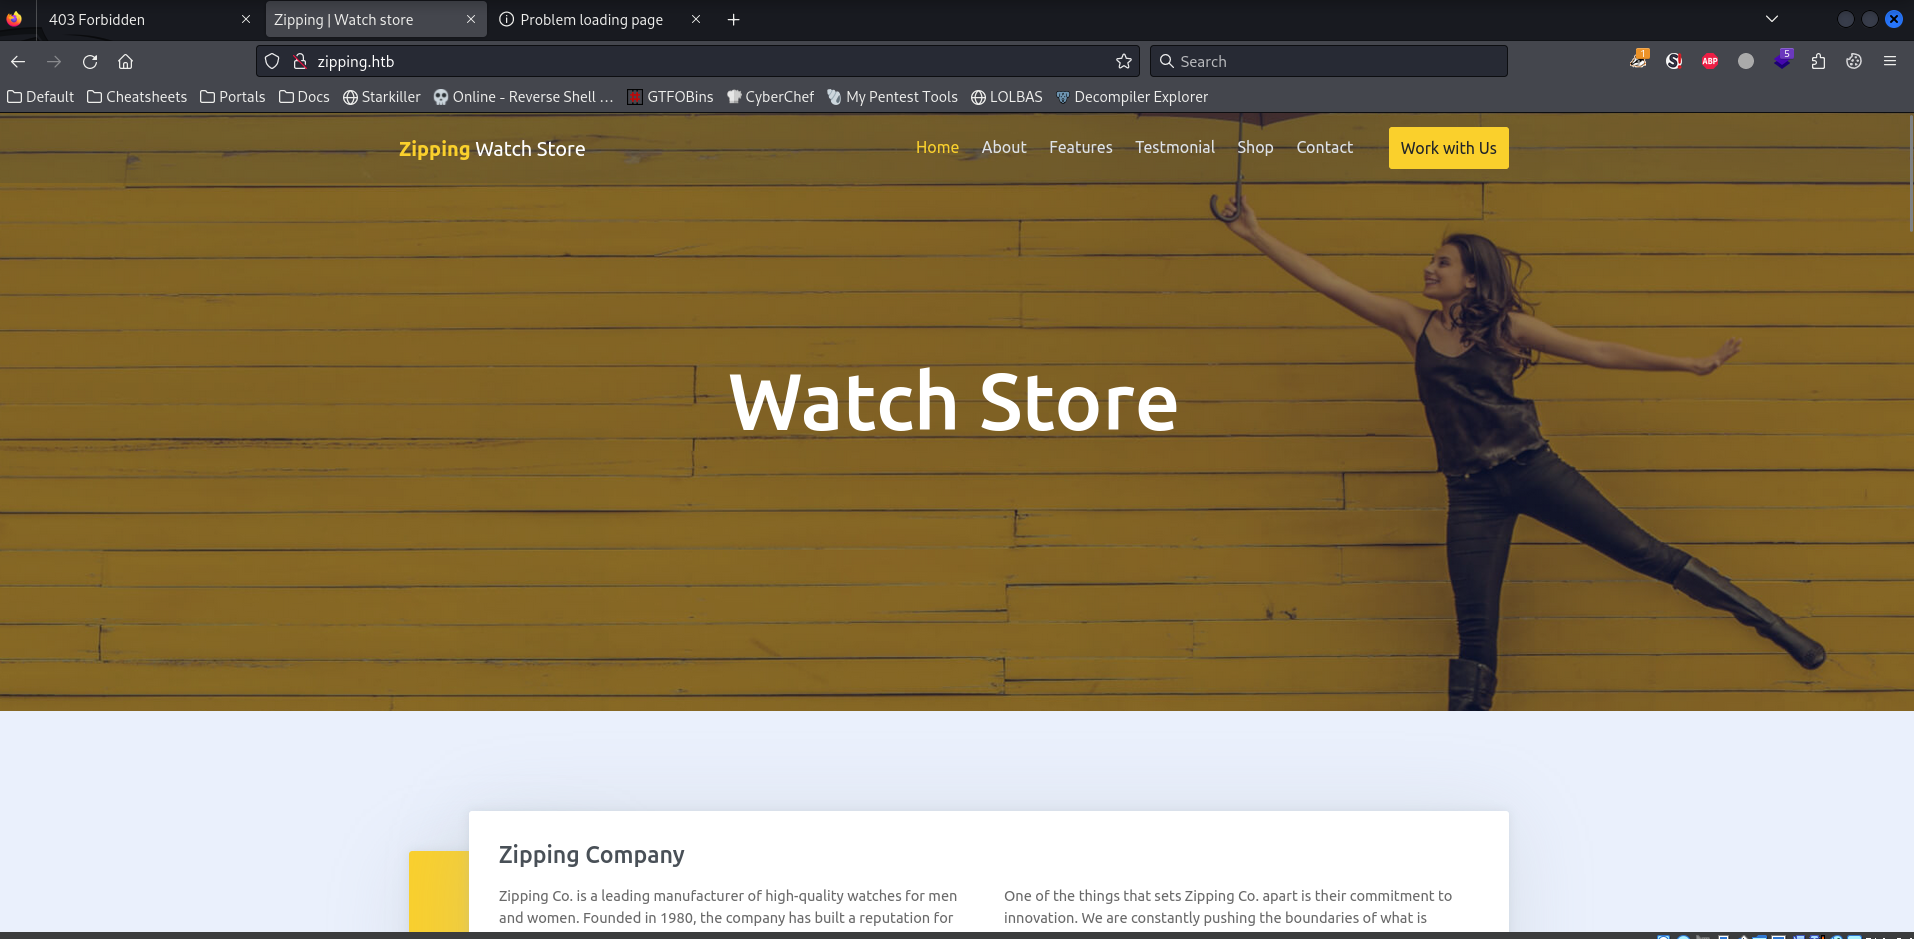 403 Forbidden
Zipping | Watch store
Problem loading page
zipping.htb
Search
1
ABP
5
Default
Cheatsheets
Portals
Docs
Starkiller
Online - Reverse Shell ...
GTFOBins
CyberChef
My Pentest Tools
LOLBAS
Decompiler Explorer
Zipping Watch Store
Home
About
Features
Testmonial
Shop
Contact
Work with Us
Watch Store
Zipping Company
Zipping Co. is a leading manufacturer of high-quality watches for men
and women. Founded in 1980, the company has built a reputation for
One of the things that sets Zipping Co. apart is their commitment to
innovation. We are constantly pushing the boundaries of what is